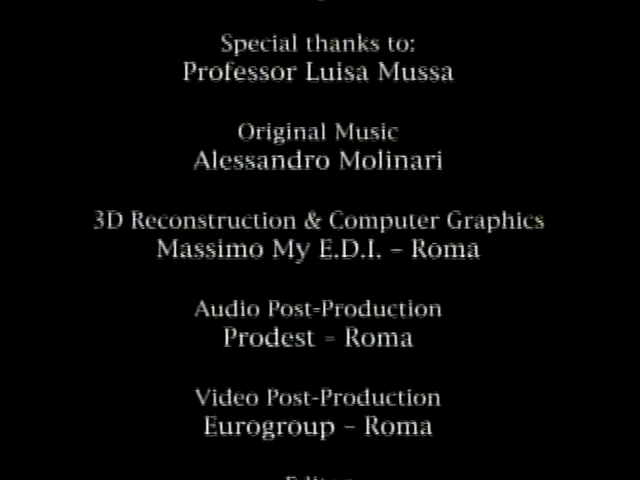 Special thanks to:
Professor Luisa Mussa
Original Music
Alessandro Molinari
3D Reconstruction & Computer Graphics
Massimo My E.D.I. – Roma
Audio Post-Production
Prodest - Roma
Video Post-Production
Eurogroup – Roma